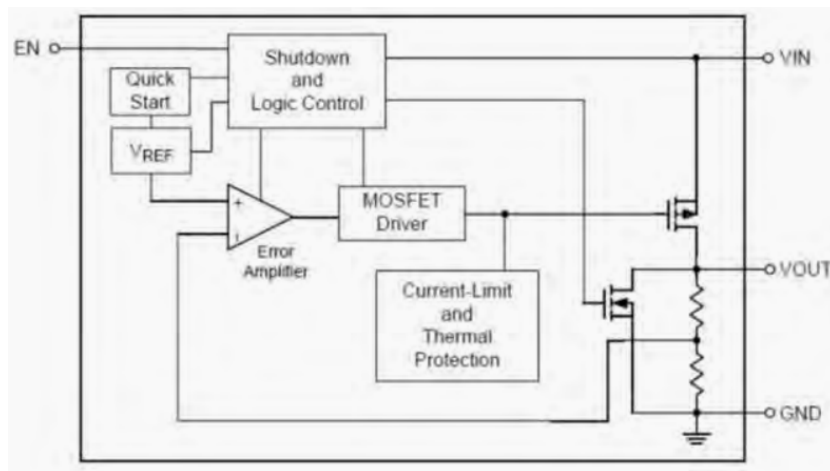 EN
Shutdown
and
Logic Control
VIN
Quick
Start
VREF
+
MOSFET
Driver
Error
Amplifier
VOUT
Current-Limit
and
Thermal
Protection
GND